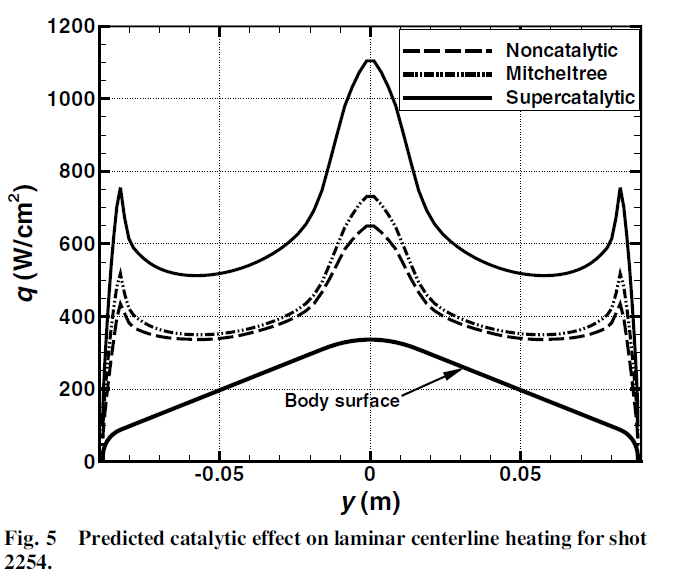 1200
1000
800
600
400
200
0
q (W/cm²)
Noncatalytic
Mitcheltree
Supercatalytic
Body surface
-0.05
0
0.05
y (m)
Fig. 5 Predicted catalytic effect on laminar centerline heating for shot
2254.